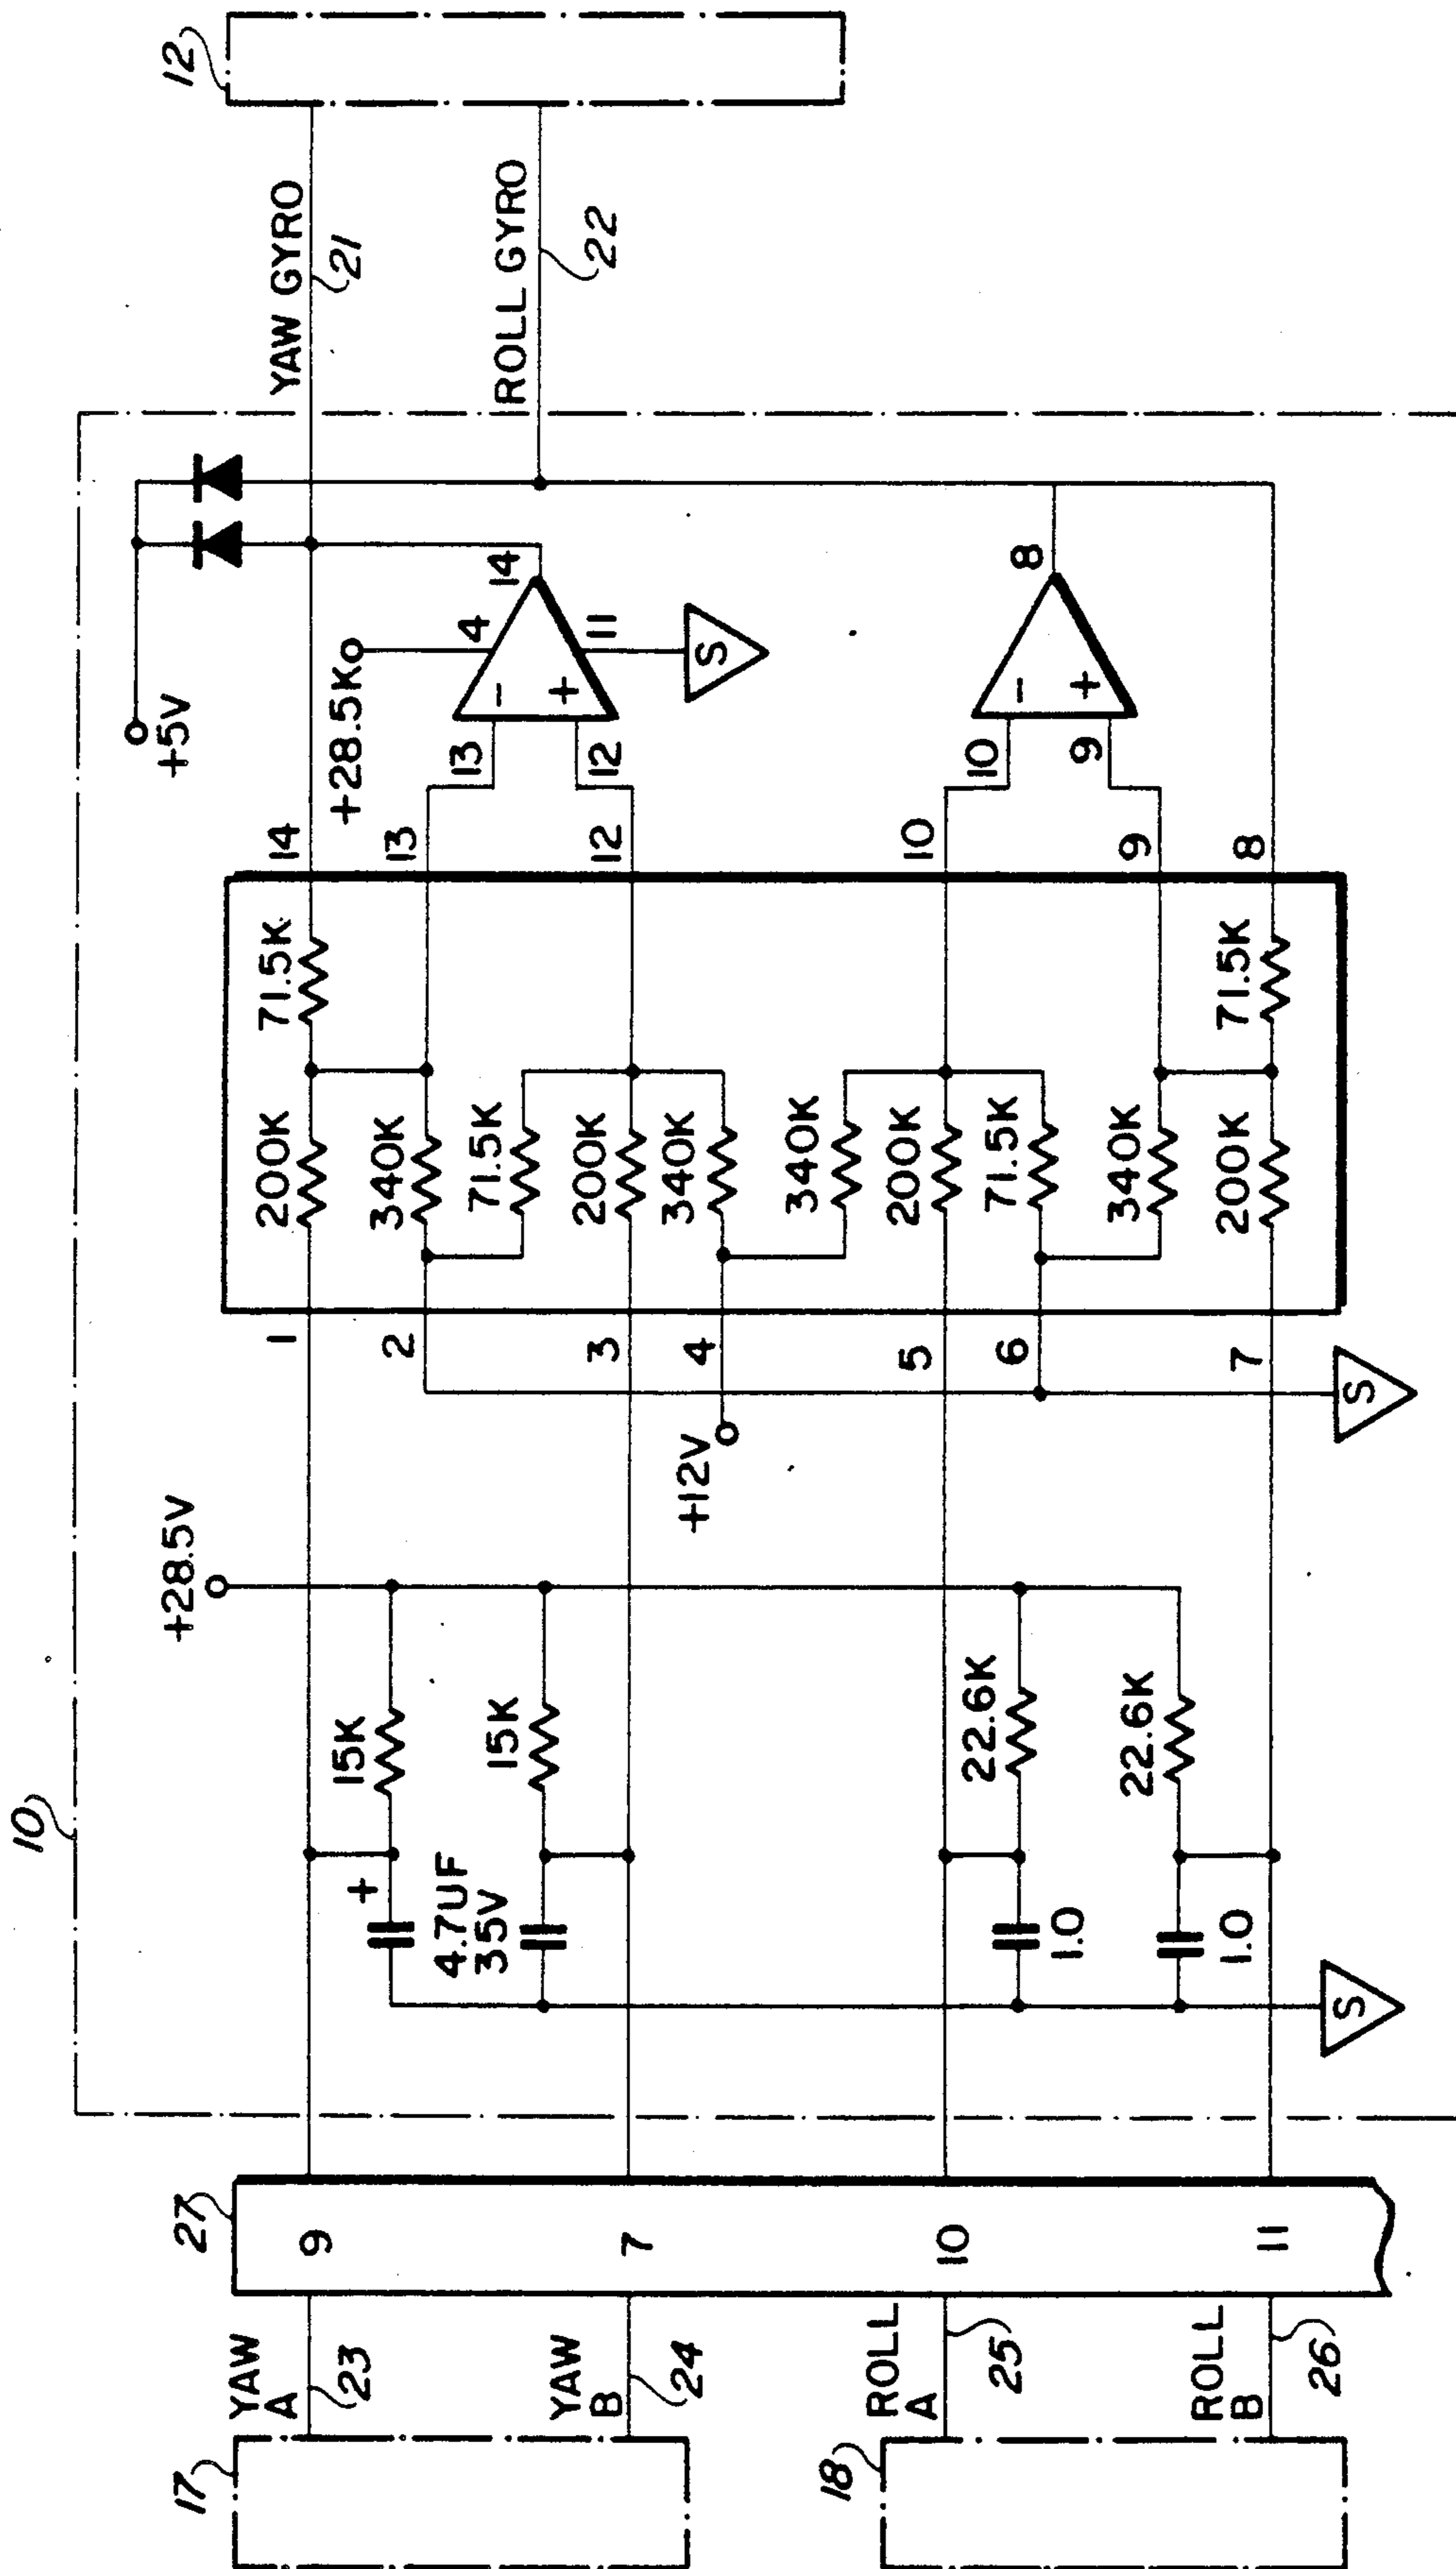 10
27
17
YAW
A
23
9
YAW
B
24
7
18
ROLL
A
25
10
ROLL
B
26
11
+28.5V
15K
+
4.7UF
35V
15K
22.6K
1.0
22.6K
1.0
S
1
2
3
4
+12V
5
6
7
S
200K
71.5K
340K
71.5K
200K
340K
340K
200K
71.5K
340K
200K
71.5K
14
13
12
10
9
8
+5V
+28.5K
4
13
-
12
+
14
11
S
10
-
9
+
8
YAW GYRO
21
ROLL GYRO
22
12